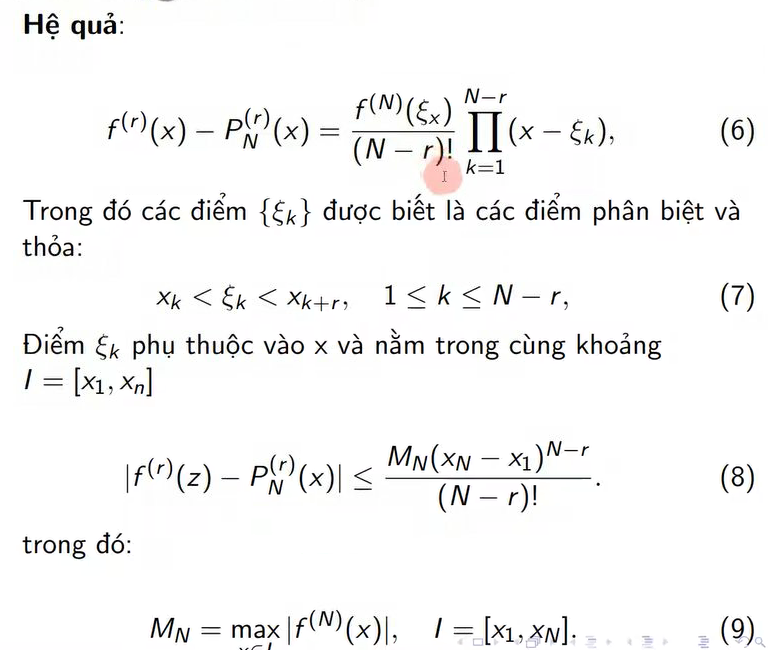 Hệ quả:
f^{(r)}(x) − P_N^{(r)}(x) = \frac{f^{(N)}(ξ_x)}{(N − r)!} \prod_{k=1}^{N−r} (x − ξ_k), (6)
Trong đó các điểm {ξ_k} được biết là các điểm phân biệt và
thỏa:
x_k < ξ_k < x_{k+r}, 1 ≤ k ≤ N − r, (7)
Điểm ξ_k phụ thuộc vào x và nằm trong cùng khoảng
I = [x_1, x_n]
|f^{(r)}(z) − P_N^{(r)}(x)| ≤ \frac{M_N(x_N − x_1)^{N−r}}{(N − r)!}. (8)
trong đó:
M_N = \max_{x∈I} |f^{(N)}(x)|, I = [x_1, x_N]. (9)